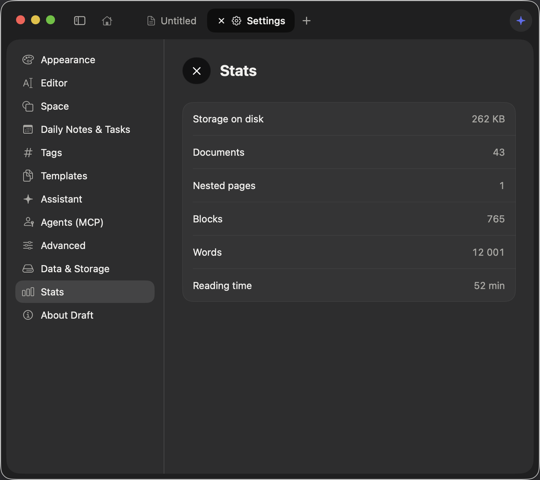 Untitled
Settings
Appearance
Editor
Space
Daily Notes & Tasks
Tags
Templates
Assistant
Agents (MCP)
Advanced
Data & Storage
Stats
About Draft
Stats
Storage on disk 262 KB
Documents 43
Nested pages 1
Blocks 765
Words 12 001
Reading time 52 min